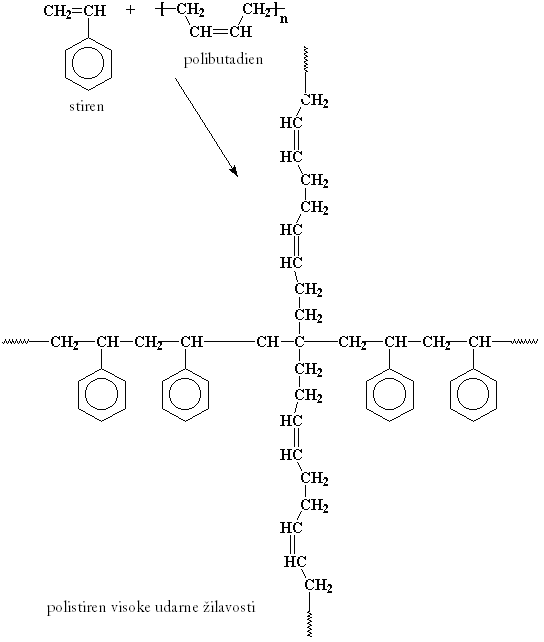 CH₂=CH + [CH₂ CH₂]n
CH=CH
polibutadien
stiren
CH₂
HC
HC
CH₂
CH₂
HC
HC
CH₂
CH₂
CH₂ CH CH₂ CH CH C CH₂ CH CH₂ CH
CH₂
CH₂
HC
HC
CH₂
CH₂
HC
HC
CH₂
polistiren visoke udarne žilavosti